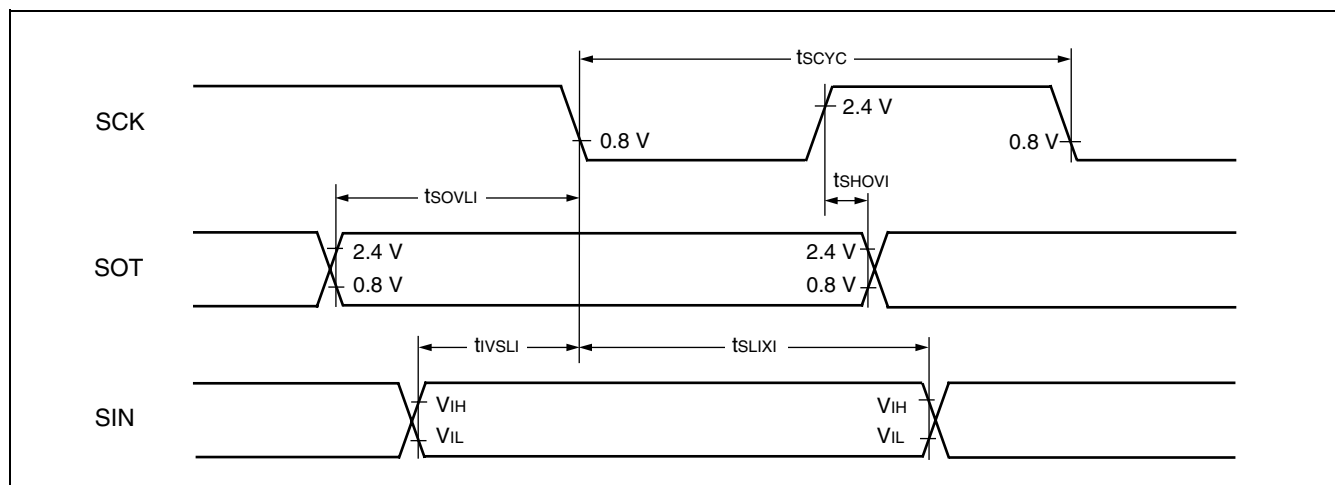 tSCYC
SCK
2.4 V
0.8 V
0.8 V
tSHOVI
tSOVLI
SOT
2.4 V
2.4 V
0.8 V
0.8 V
tIVSLI
tSLIXI
SIN
VIH
VIH
VIL
VIL